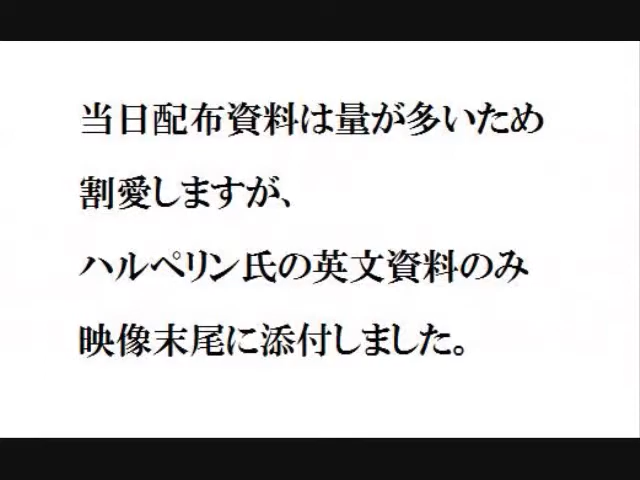 当日配布資料は量が多いため
割愛しますが、
ハルペリン氏の英文資料のみ
映像末尾に添付しました。